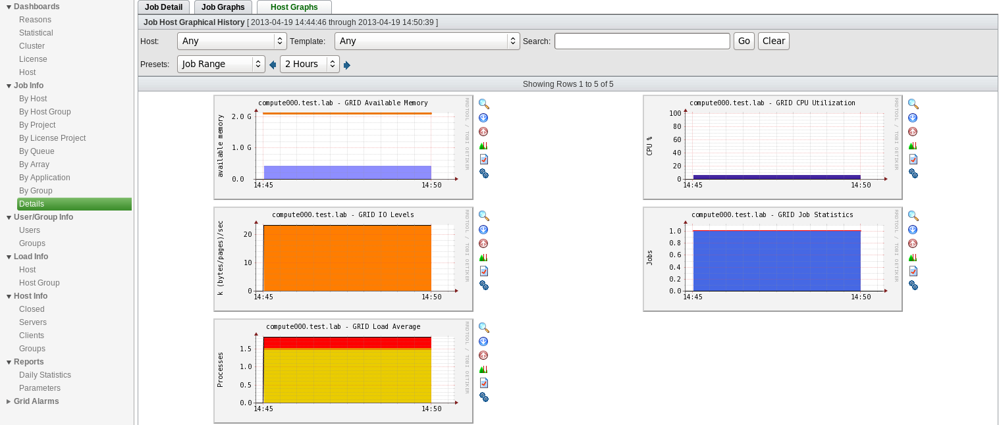 Dashboards
Reasons
Statistical
Cluster
License
Host
Job Info
By Host
By Host Group
By Project
By License Project
By Queue
By Array
By Application
By Group
Details
User/Group Info
Users
Groups
Load Info
Host
Host Group
Host Info
Closed
Servers
Clients
Groups
Reports
Daily Statistics
Parameters
Grid Alarms
Job Detail Job Graphs Host Graphs
Job Host Graphical History [ 2013-04-19 14:44:46 through 2013-04-19 14:50:39 ]
Host: Any Template: Any Search: Go Clear
Presets: Job Range 2 Hours
Showing Rows 1 to 5 of 5
compute000.test.lab - GRID Available Memory
available memory
2.0 G
1.0 G
0.0
14:45 14:50
RRDTOOL / TOBI OETIKER
compute000.test.lab - GRID CPU Utilization
CPU %
100
80
60
40
20
0
14:45 14:50
RRDTOOL / TOBI OETIKER
compute000.test.lab - GRID IO Levels
k (bytes/pages)/sec
20
10
0
14:45 14:50
RRDTOOL / TOBI OETIKER
compute000.test.lab - GRID Job Statistics
Jobs
1.0
0.8
0.6
0.4
0.2
0.0
14:45 14:50
RRDTOOL / TOBI OETIKER
compute000.test.lab - GRID Load Average
Processes
1.5
1.0
0.5
0.0
14:45 14:50
RRDTOOL / TOBI OETIKER